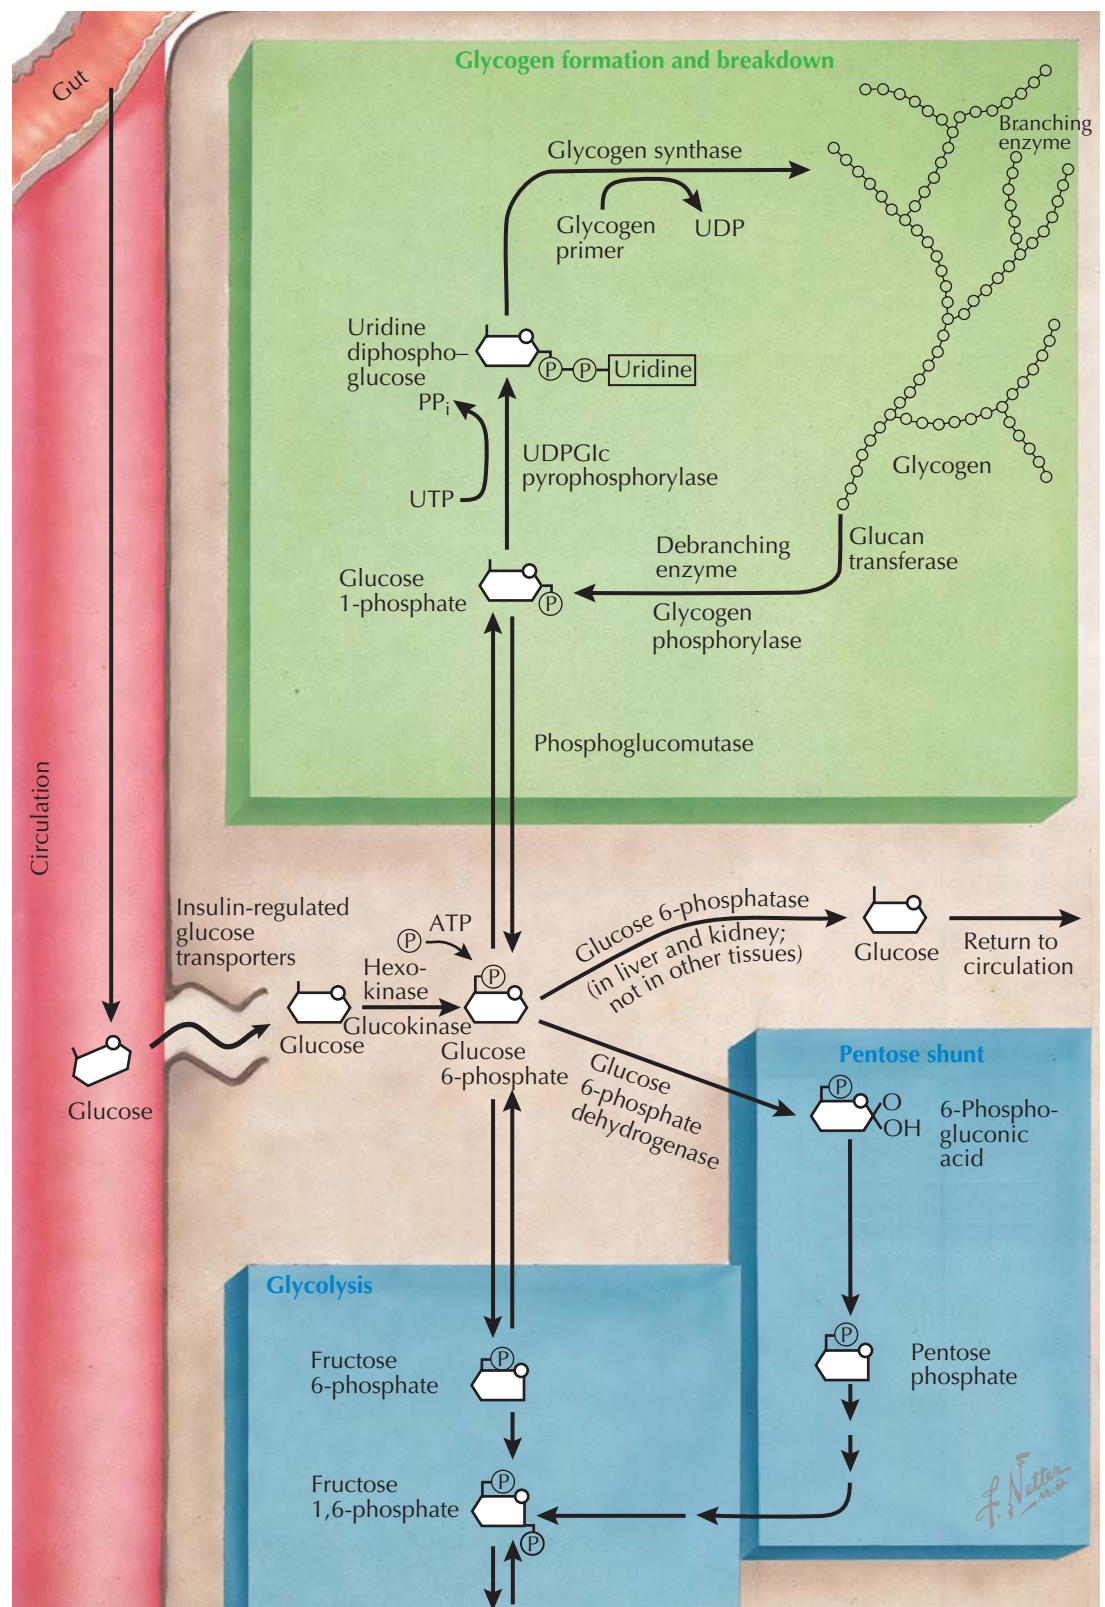 Gut
Circulation
Glucose
Insulin-regulated
glucose
transporters
Glycogen formation and breakdown
Glycogen synthase
Glycogen
primer
UDP
Branching
enzyme
Uridine
diphospho–
glucose
P
P
Uridine
PPi
UTP
UDPGlc
pyrophosphorylase
Glycogen
Glucan
transferase
Debranching
enzyme
Glycogen
phosphorylase
Glucose
1-phosphate
P
Phosphoglucomutase
P
ATP
Hexo-
kinase
Glucokinase
Glucose
P
Glucose
6-phosphate
Glucose 6-phosphatase
(in liver and kidney;
not in other tissues)
Glucose
Return to
circulation
Glucose
6-phosphate
dehydrogenase
Pentose shunt
P
O
OH
6-Phospho-
gluconic
acid
P
Pentose
phosphate
Glycolysis
Fructose
6-phosphate
P
Fructose
1,6-phosphate
P
P
f. Netter
M.D.